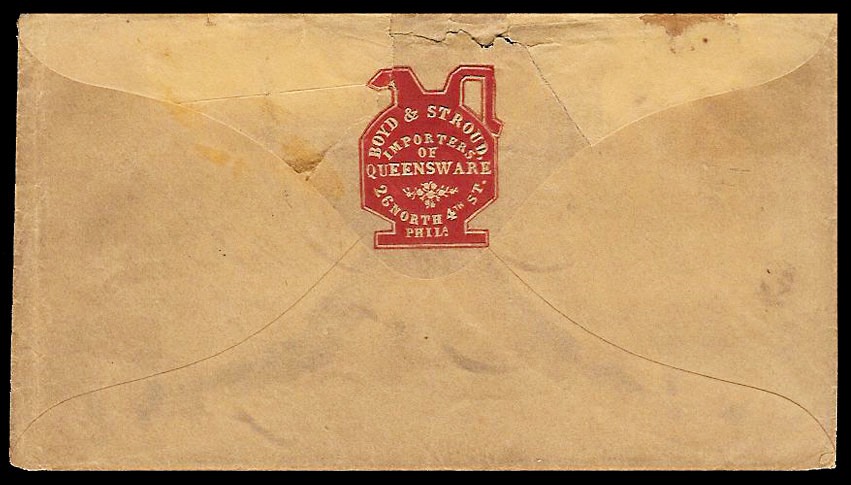 BOYD & STROUD,
IMPORTERS
OF
QUEENSWARE
26 NORTH 4TH ST.
PHILA.